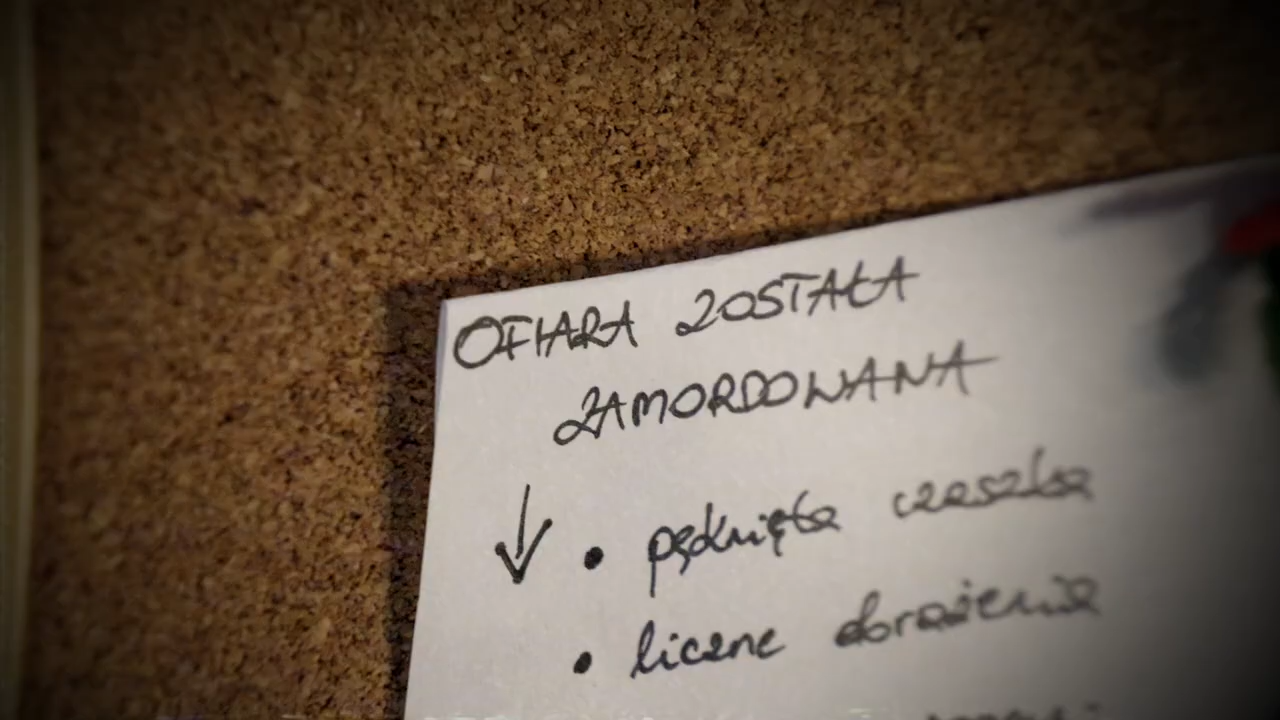 OFIARA ZOSTAŁA
ZAMORDOWANA
↓ • pęknięta czaszka
• liczne obrażenia